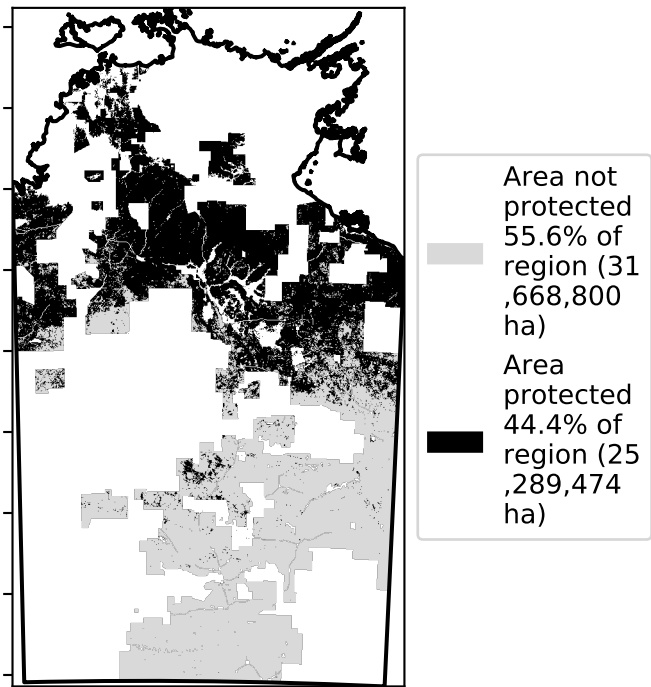 Area not
protected
55.6% of
region (31
,668,800
ha)
Area
protected
44.4% of
region (25
,289,474
ha)